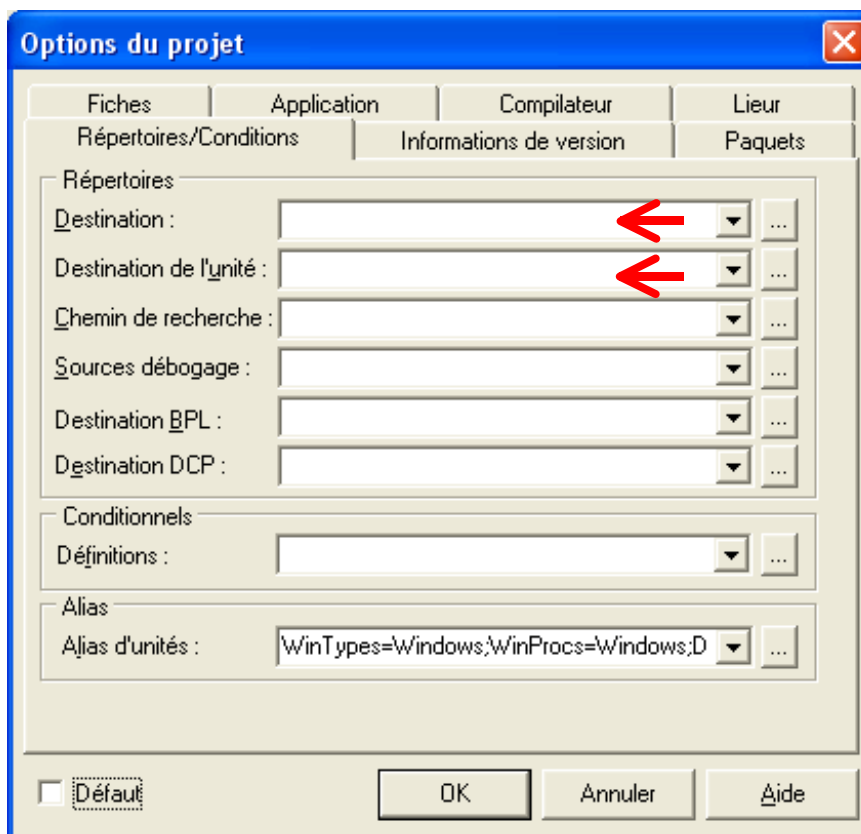 Options du projet
Fiches Application Compilateur Lieur
Répertoires/Conditions Informations de version Paquets
Répertoires
Destination : ...
Destination de l'unité : ...
Chemin de recherche : ...
Sources débogage : ...
Destination BPL : ...
Destination DCP : ...
Conditionnels
Définitions : ...
Alias
Alias d'unités : WinTypes=Windows;WinProcs=Windows;D ...
Défaut OK Annuler Aide